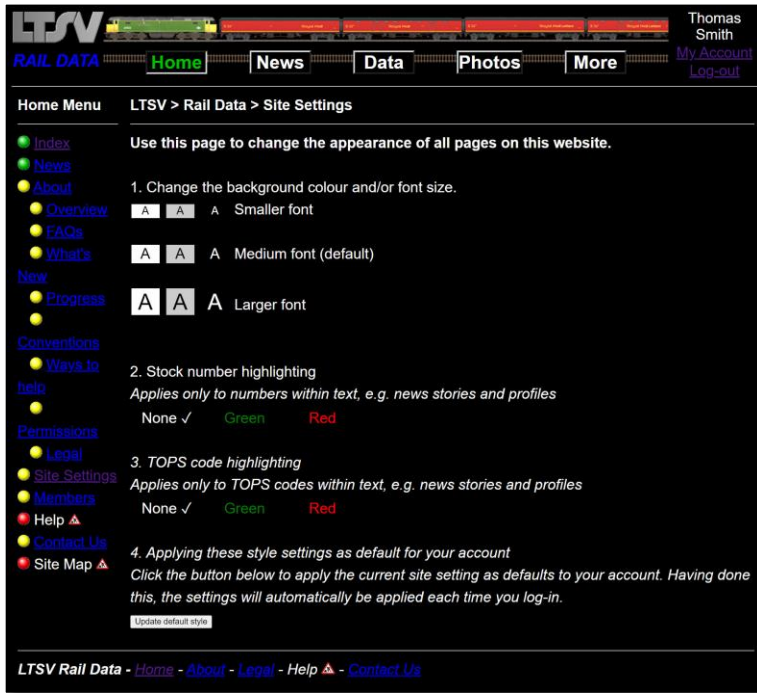 LTSV
RAIL DATA
Home
News
Data
Photos
More
Thomas
Smith
My Account
Log-out
Home Menu
Index
News
About
Overview
FAQs
What's
New
Progress
Conventions
Ways to
help
Permissions
Legal
Site Settings
Members
Help
Contact Us
Site Map
LTSV > Rail Data > Site Settings
Use this page to change the appearance of all pages on this website.
1. Change the background colour and/or font size.
A A A Smaller font
A A A Medium font (default)
A A A Larger font
2. Stock number highlighting
Applies only to numbers within text, e.g. news stories and profiles
None ✓ Green Red
3. TOPS code highlighting
Applies only to TOPS codes within text, e.g. news stories and profiles
None ✓ Green Red
4. Applying these style settings as default for your account
Click the button below to apply the current site setting as defaults to your account. Having done
this, the settings will automatically be applied each time you log-in.
Update default style
LTSV Rail Data - Home - About - Legal - Help - Contact Us